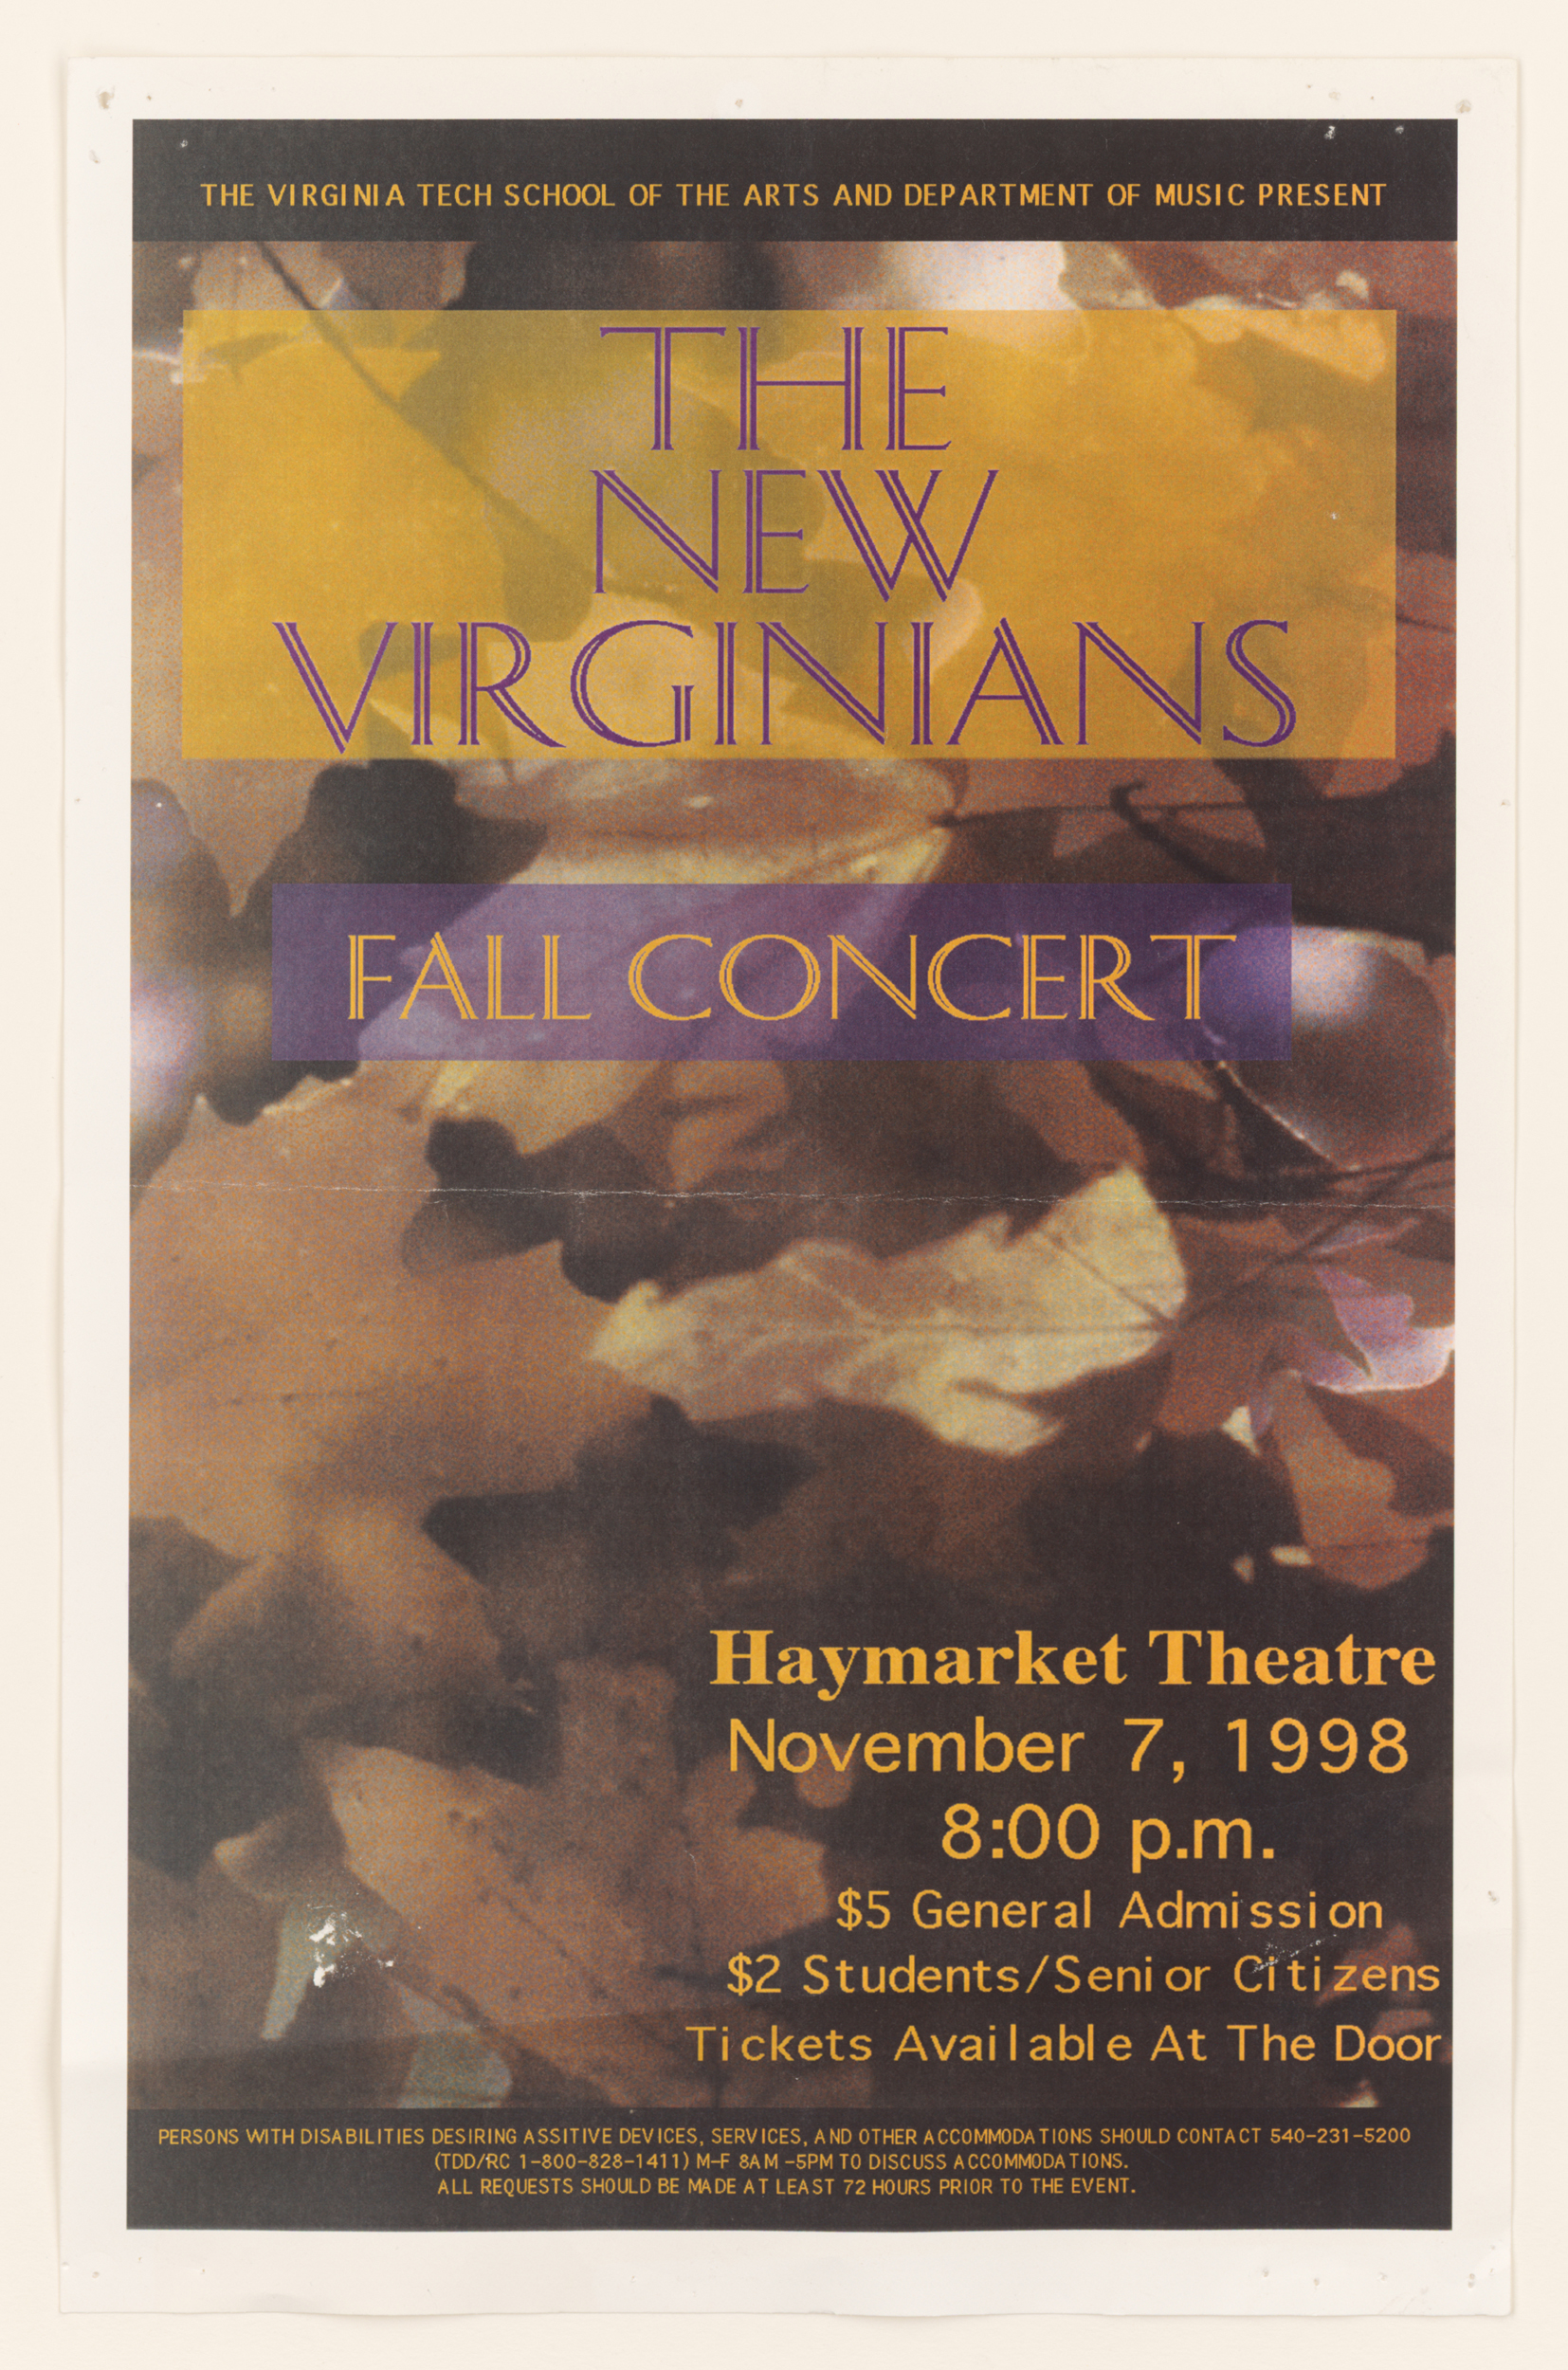 THE VIRGINIA TECH SCHOOL OF THE ARTS AND DEPARTMENT OF MUSIC PRESENT
THE
NEW
VIRGINIANS
FALL CONCERT
Haymarket Theatre
November 7, 1998
8:00 p.m.
$5 General Admission
$2 Students/Senior Citizens
Tickets Available At The Door
PERSONS WITH DISABILITIES DESIRING ASSITIVE DEVICES, SERVICES, AND OTHER ACCOMMODATIONS SHOULD CONTACT 540-231-5200
(TDD/RC 1-800-828-1411) M-F 8AM -5PM TO DISCUSS ACCOMMODATIONS.
ALL REQUESTS SHOULD BE MADE AT LEAST 72 HOURS PRIOR TO THE EVENT.